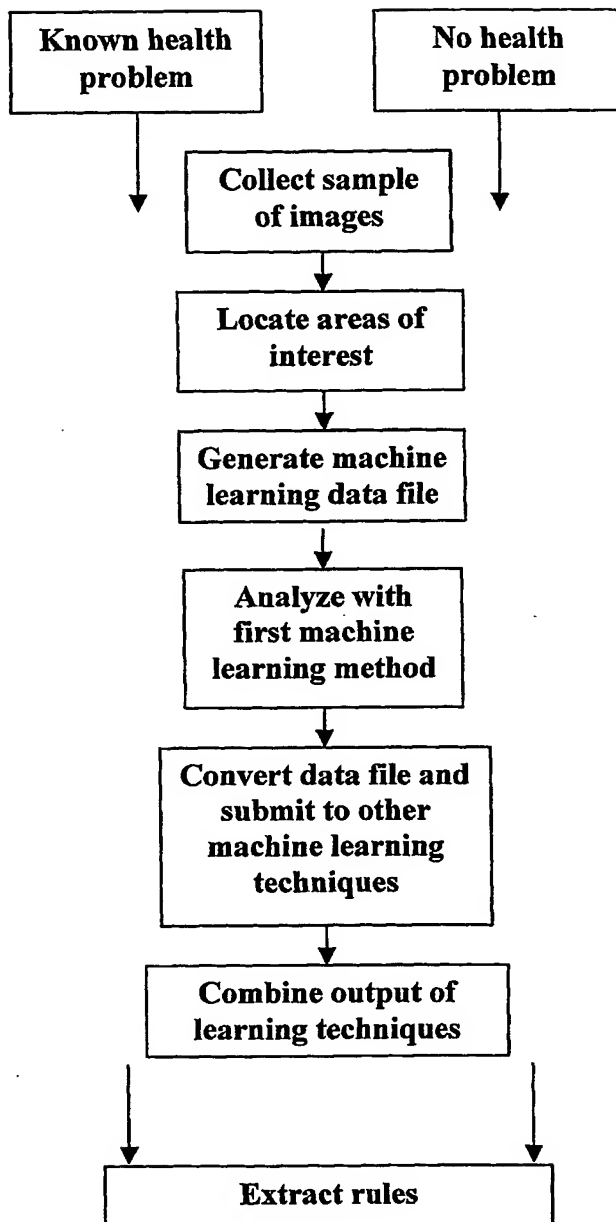 Known health
problem
No health
problem
Collect sample
of images
Locate areas of
interest
Generate machine
learning data file
Analyze with
first machine
learning method
Convert data file and
submit to other
machine learning
techniques
Combine output of
learning techniques
Extract rules